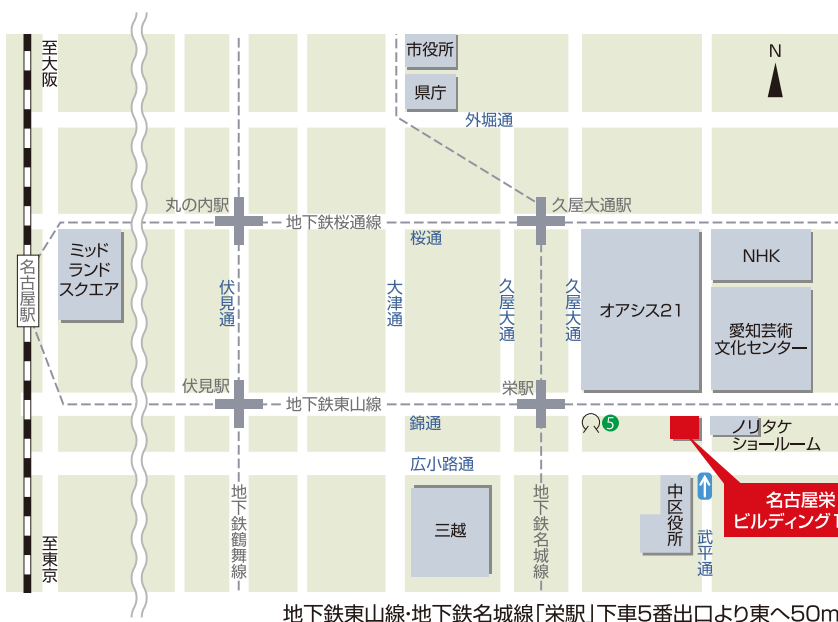 至大阪
市役所
県庁
N
外堀通
丸の内駅
久屋大通駅
地下鉄桜通線
桜通
ミッド
ランド
スクエア
名古屋駅
伏見通
大津通
久屋大通
久屋大通
オアシス21
NHK
愛知芸術
文化センター
伏見駅
栄駅
地下鉄東山線
錦通
5
ノリタケ
ショールーム
広小路通
名古屋栄
ビルディング1
地下鉄鶴舞線
三越
地下鉄名城線
中区役所
武平通
至東京
地下鉄東山線・地下鉄名城線「栄駅」下車5番出口より東へ50m